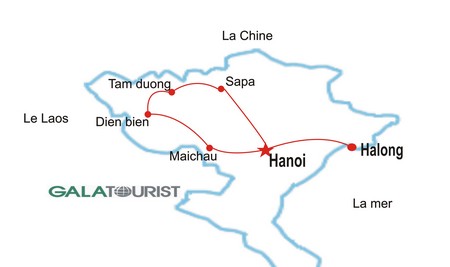 La Chine
Tam duong
Sapa
Le Laos
Dien bien
Maichau
Hanoi
Halong
GALATOURIST
La mer